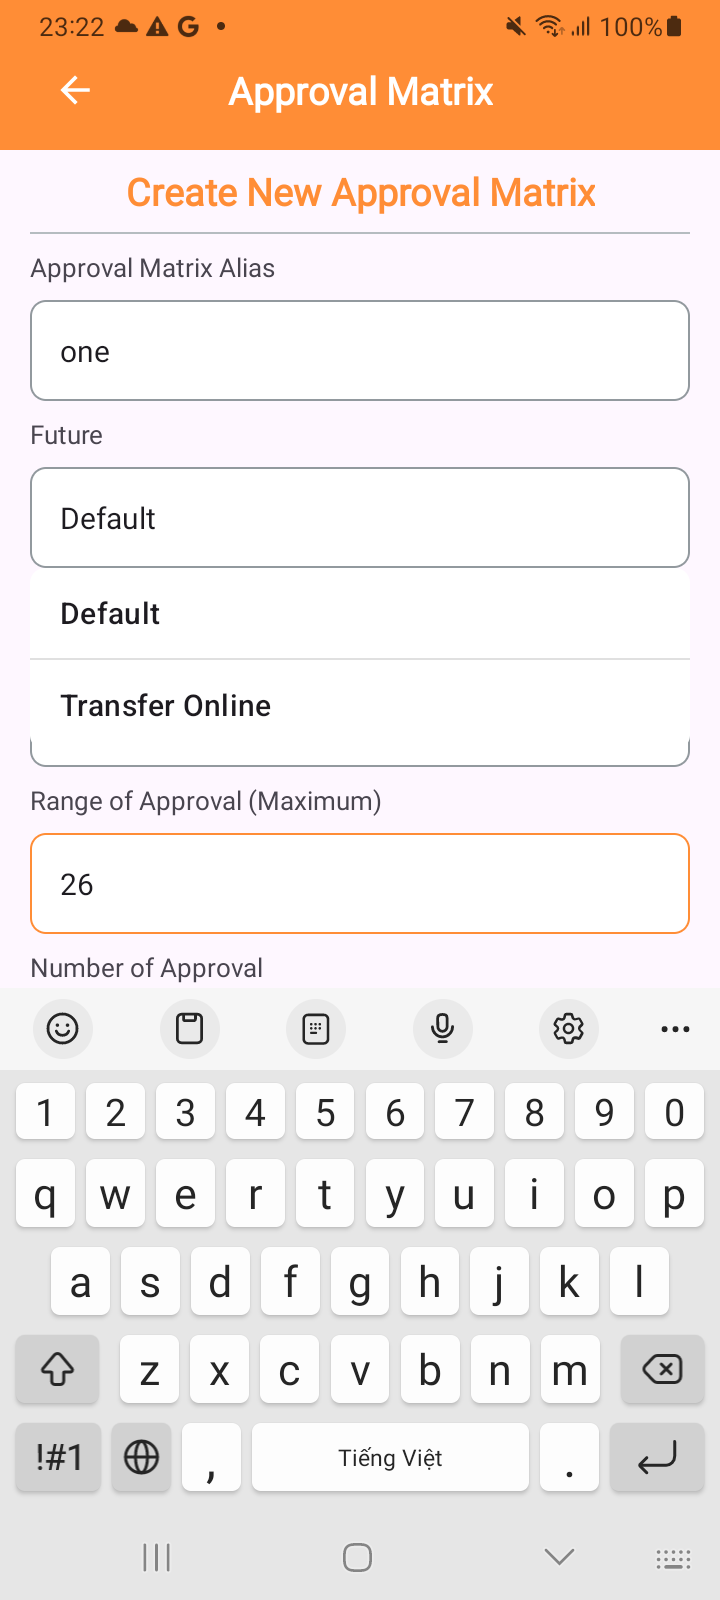 23:22
100%
Approval Matrix
Create New Approval Matrix
Approval Matrix Alias
one
Future
Default
Default
Transfer Online
Range of Approval (Maximum)
26
Number of Approval
1 2 3 4 5 6 7 8 9 0
q w e r t y u i o p
a s d f g h j k l
z x c v b n m
!#1 , Tiếng Việt .